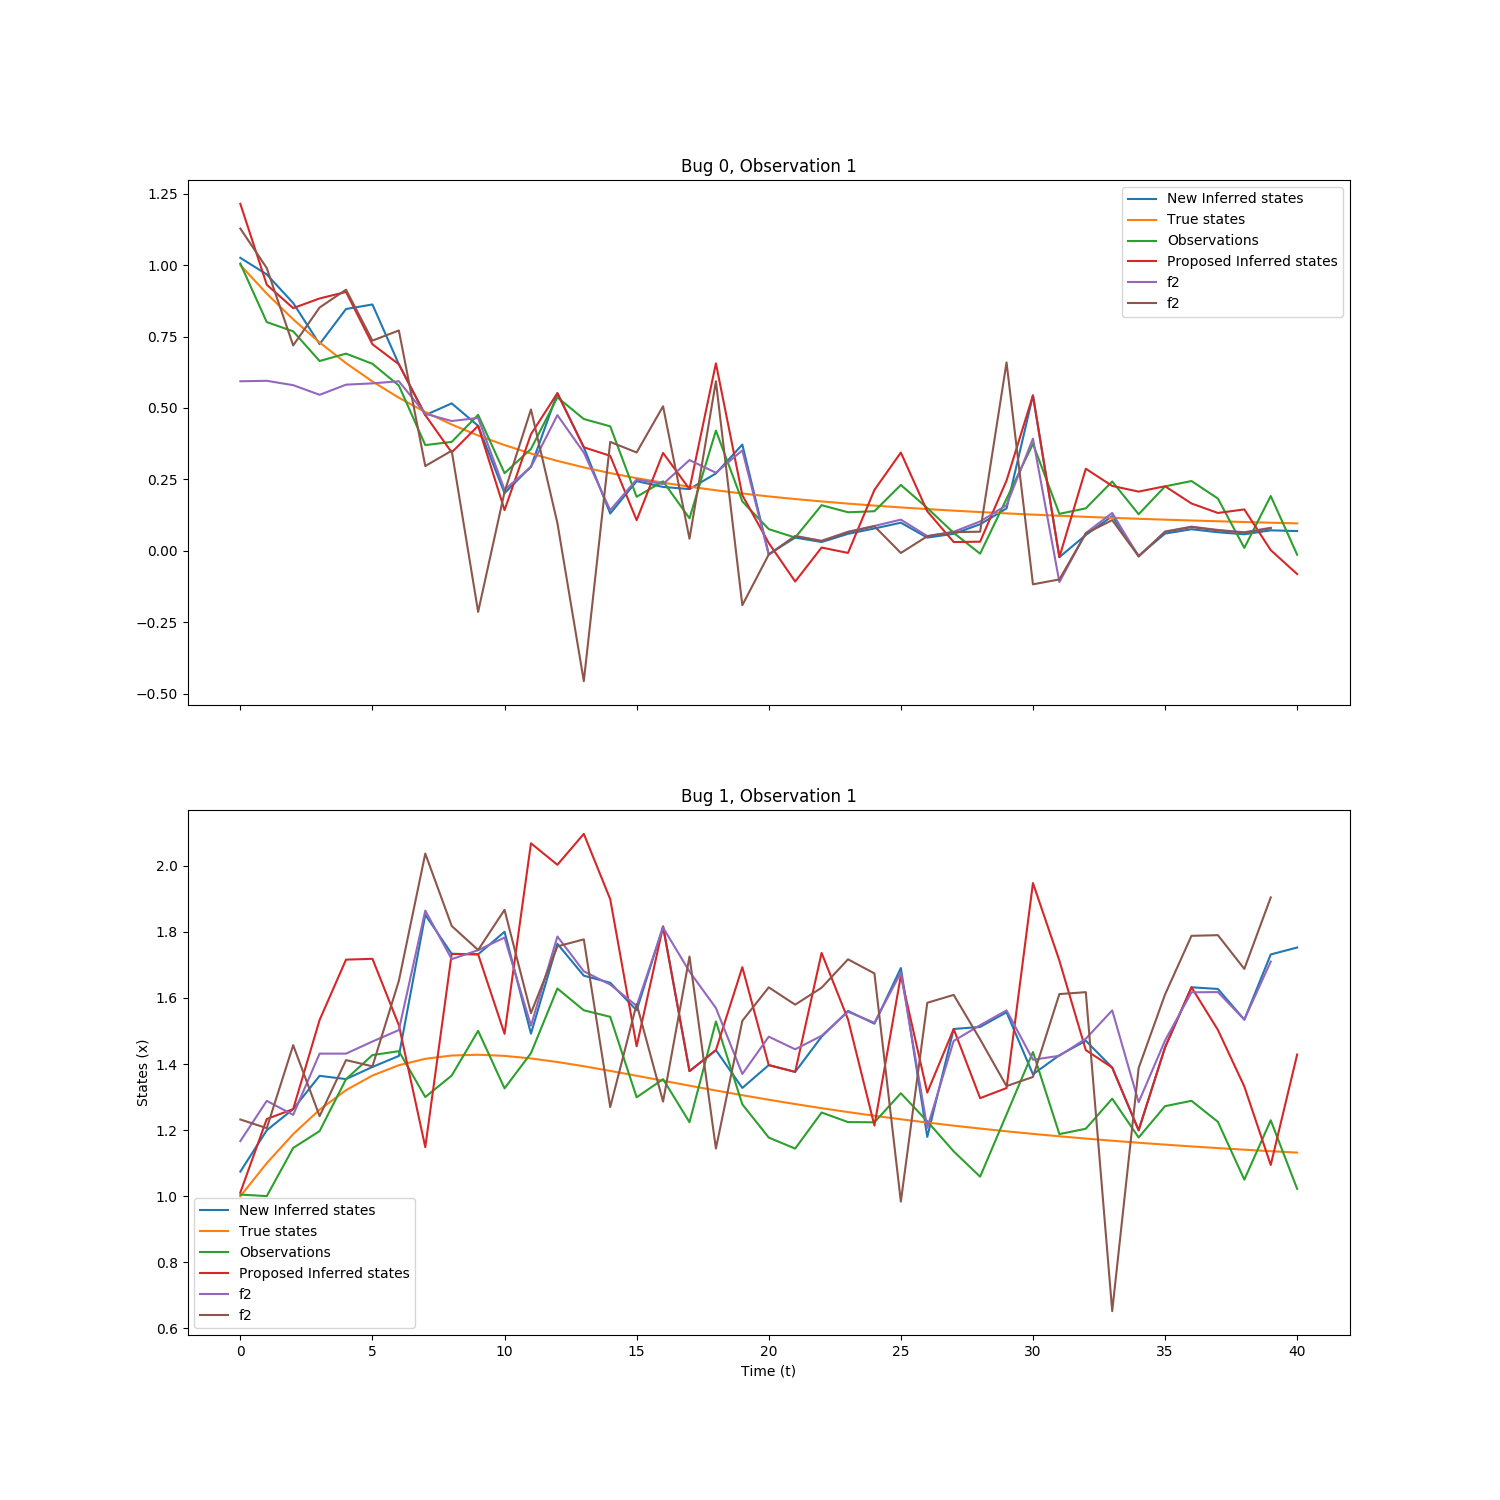 Bug 0, Observation 1
1.25
1.00
0.75
0.50
0.25
0.00
−0.25
−0.50
New Inferred states
True states
Observations
Proposed Inferred states
f2
f2
Bug 1, Observation 1
States (x)
2.0
1.8
1.6
1.4
1.2
1.0
0.8
0.6
New Inferred states
True states
Observations
Proposed Inferred states
f2
f2
0 5 10 15 20 25 30 35 40
Time (t)